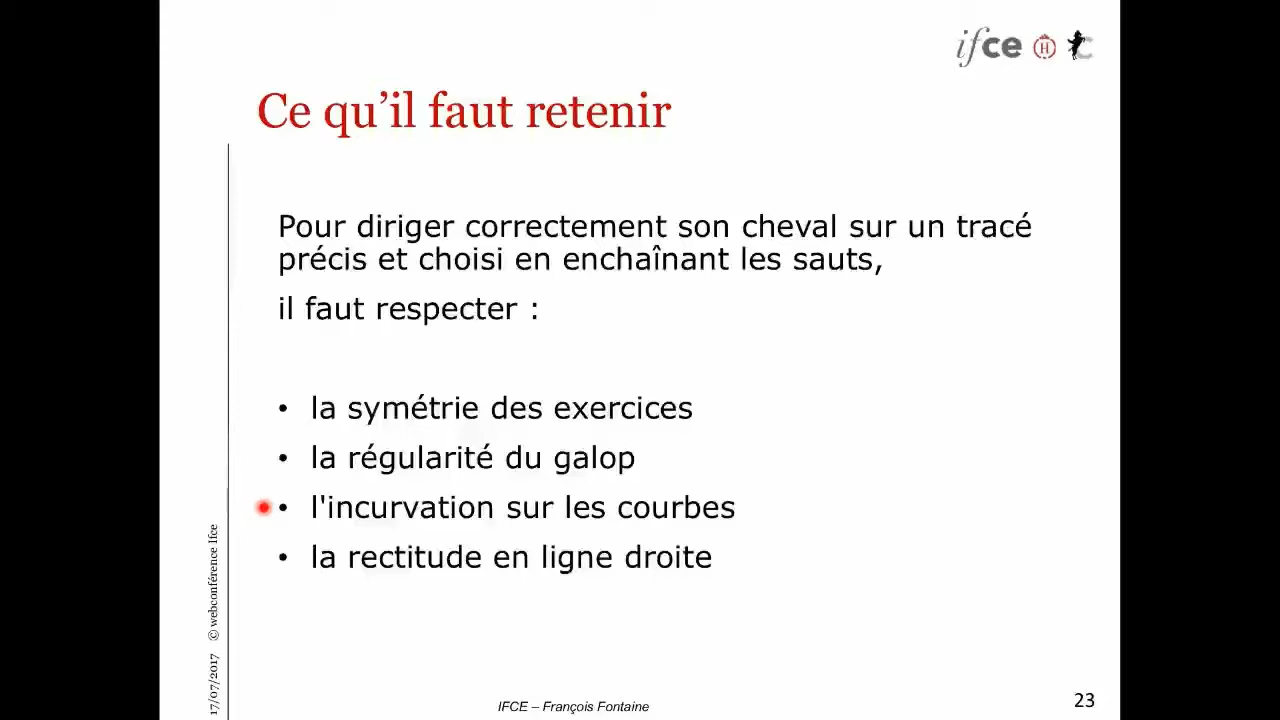 ifce
Ce qu’il faut retenir
Pour diriger correctement son cheval sur un tracé
précis et choisi en enchaînant les sauts,
il faut respecter :
• la symétrie des exercices
• la régularité du galop
• l'incurvation sur les courbes
• la rectitude en ligne droite
17/07/2017 © webconférence Ifce
IFCE – François Fontaine
23